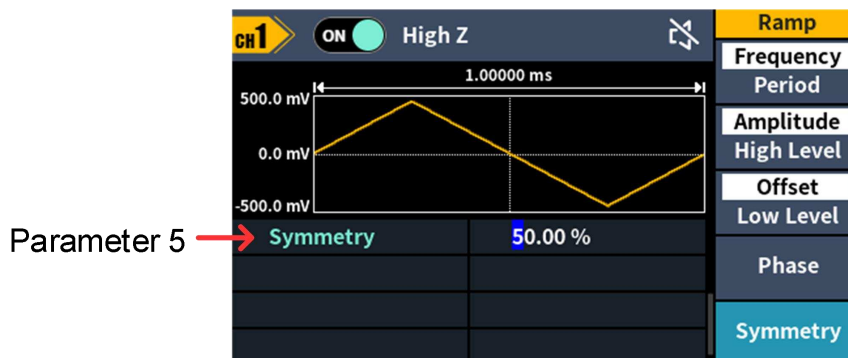 CH1 ON High Z
1.00000 ms
500.0 mV
0.0 mV
-500.0 mV
Parameter 5
Symmetry 50.00 %
Ramp
Frequency
Period
Amplitude
High Level
Offset
Low Level
Phase
Symmetry